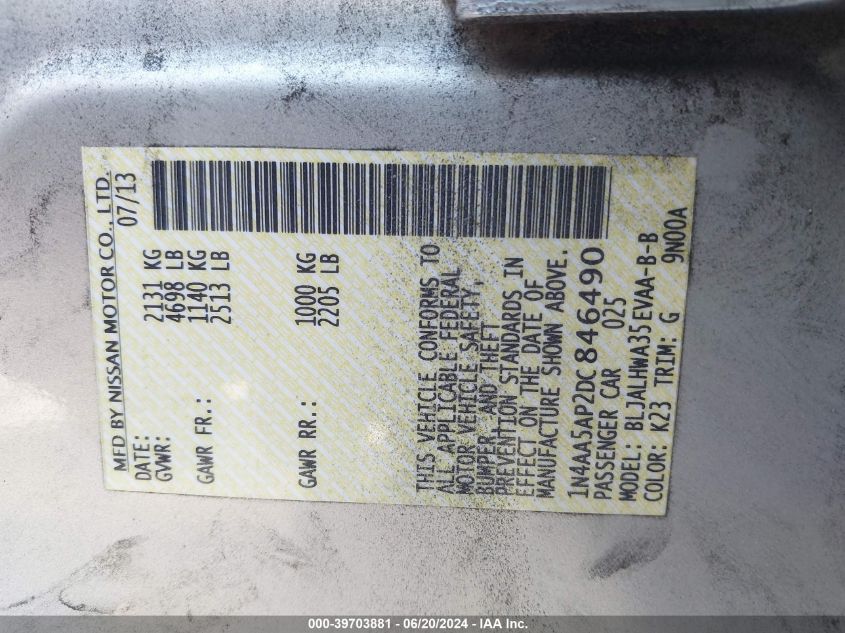 MFD BY NISSAN MOTOR CO., LTD.
DATE: 07/13
GVWR: 2131 KG
4698 LB
GAWR FR.: 1140 KG
2513 LB
GAWR RR.: 1000 KG
2205 LB
THIS VEHICLE CONFORMS TO
ALL APPLICABLE FEDERAL
MOTOR VEHICLE SAFETY,
BUMPER, AND THEFT
PREVENTION STANDARDS IN
EFFECT ON THE DATE OF
MANUFACTURE SHOWN ABOVE.
1N4AA5AP2DC846490
PASSENGER CAR 025
MODEL: BLJALHWA35EVAA-B-B
COLOR: K23 TRIM: G 9N00A
000-39703881 - 06/20/2024 - IAA Inc.